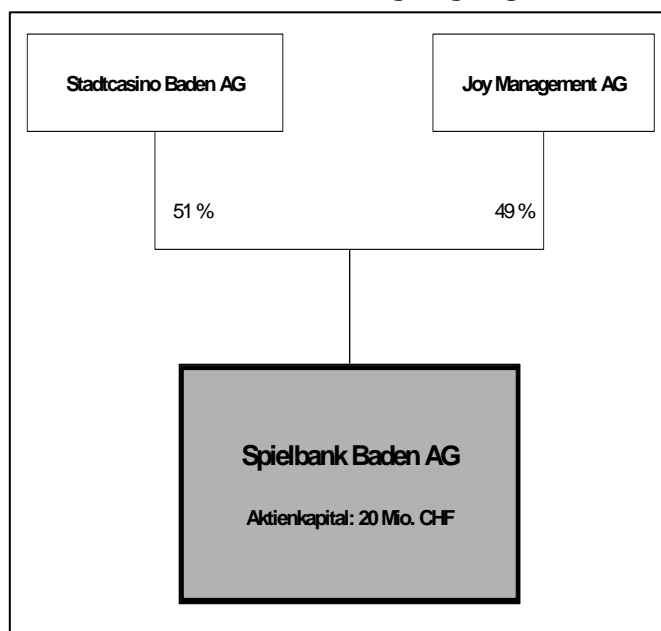 Stadtcasino Baden AG
Joy Management AG
51 %
49 %
Spielbank Baden AG
Aktienkapital: 20 Mio. CHF